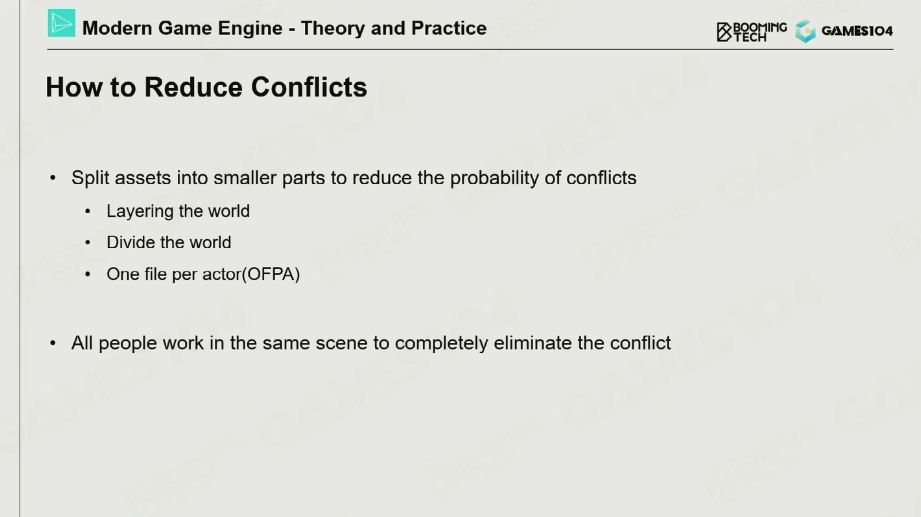 Modern Game Engine - Theory and Practice
BOOMING TECH
GAMES104
How to Reduce Conflicts
• Split assets into smaller parts to reduce the probability of conflicts
• Layering the world
• Divide the world
• One file per actor(OFPA)
• All people work in the same scene to completely eliminate the conflict